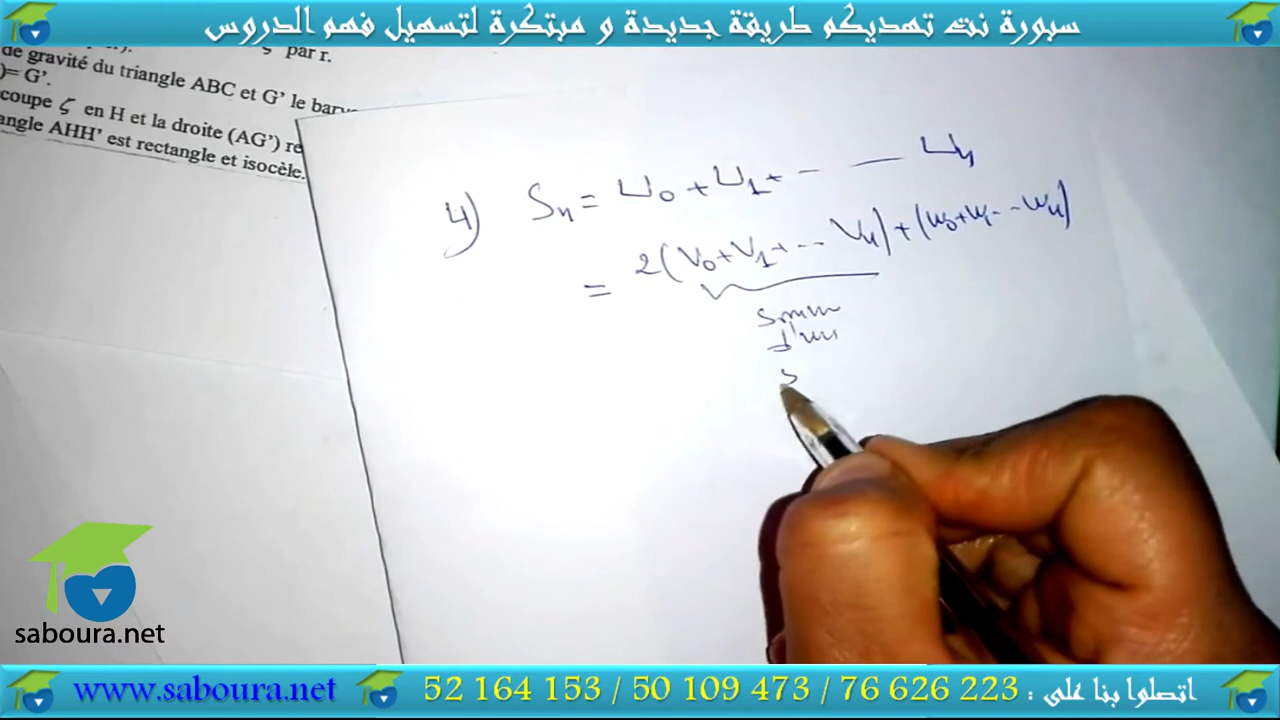 سبورة نت تهديكم طريقة جديدة و مبتكرة لتسهيل فهم الدروس
par r.
de gravité du triangle ABC et G' le bary
)= G'.
coupe ζ en H et la droite (AG') re
angle AHH' est rectangle et isocèle.
4) Sn = U0 + U1 + -- — Un
= 2(V0+V1+ --- Vn) + (W0+W1 - -- Wn)
somme
d'une
s
saboura.net
www.saboura.net 52 164 153 / 50 109 473 / 76 626 223 : اتصلوا بنا على